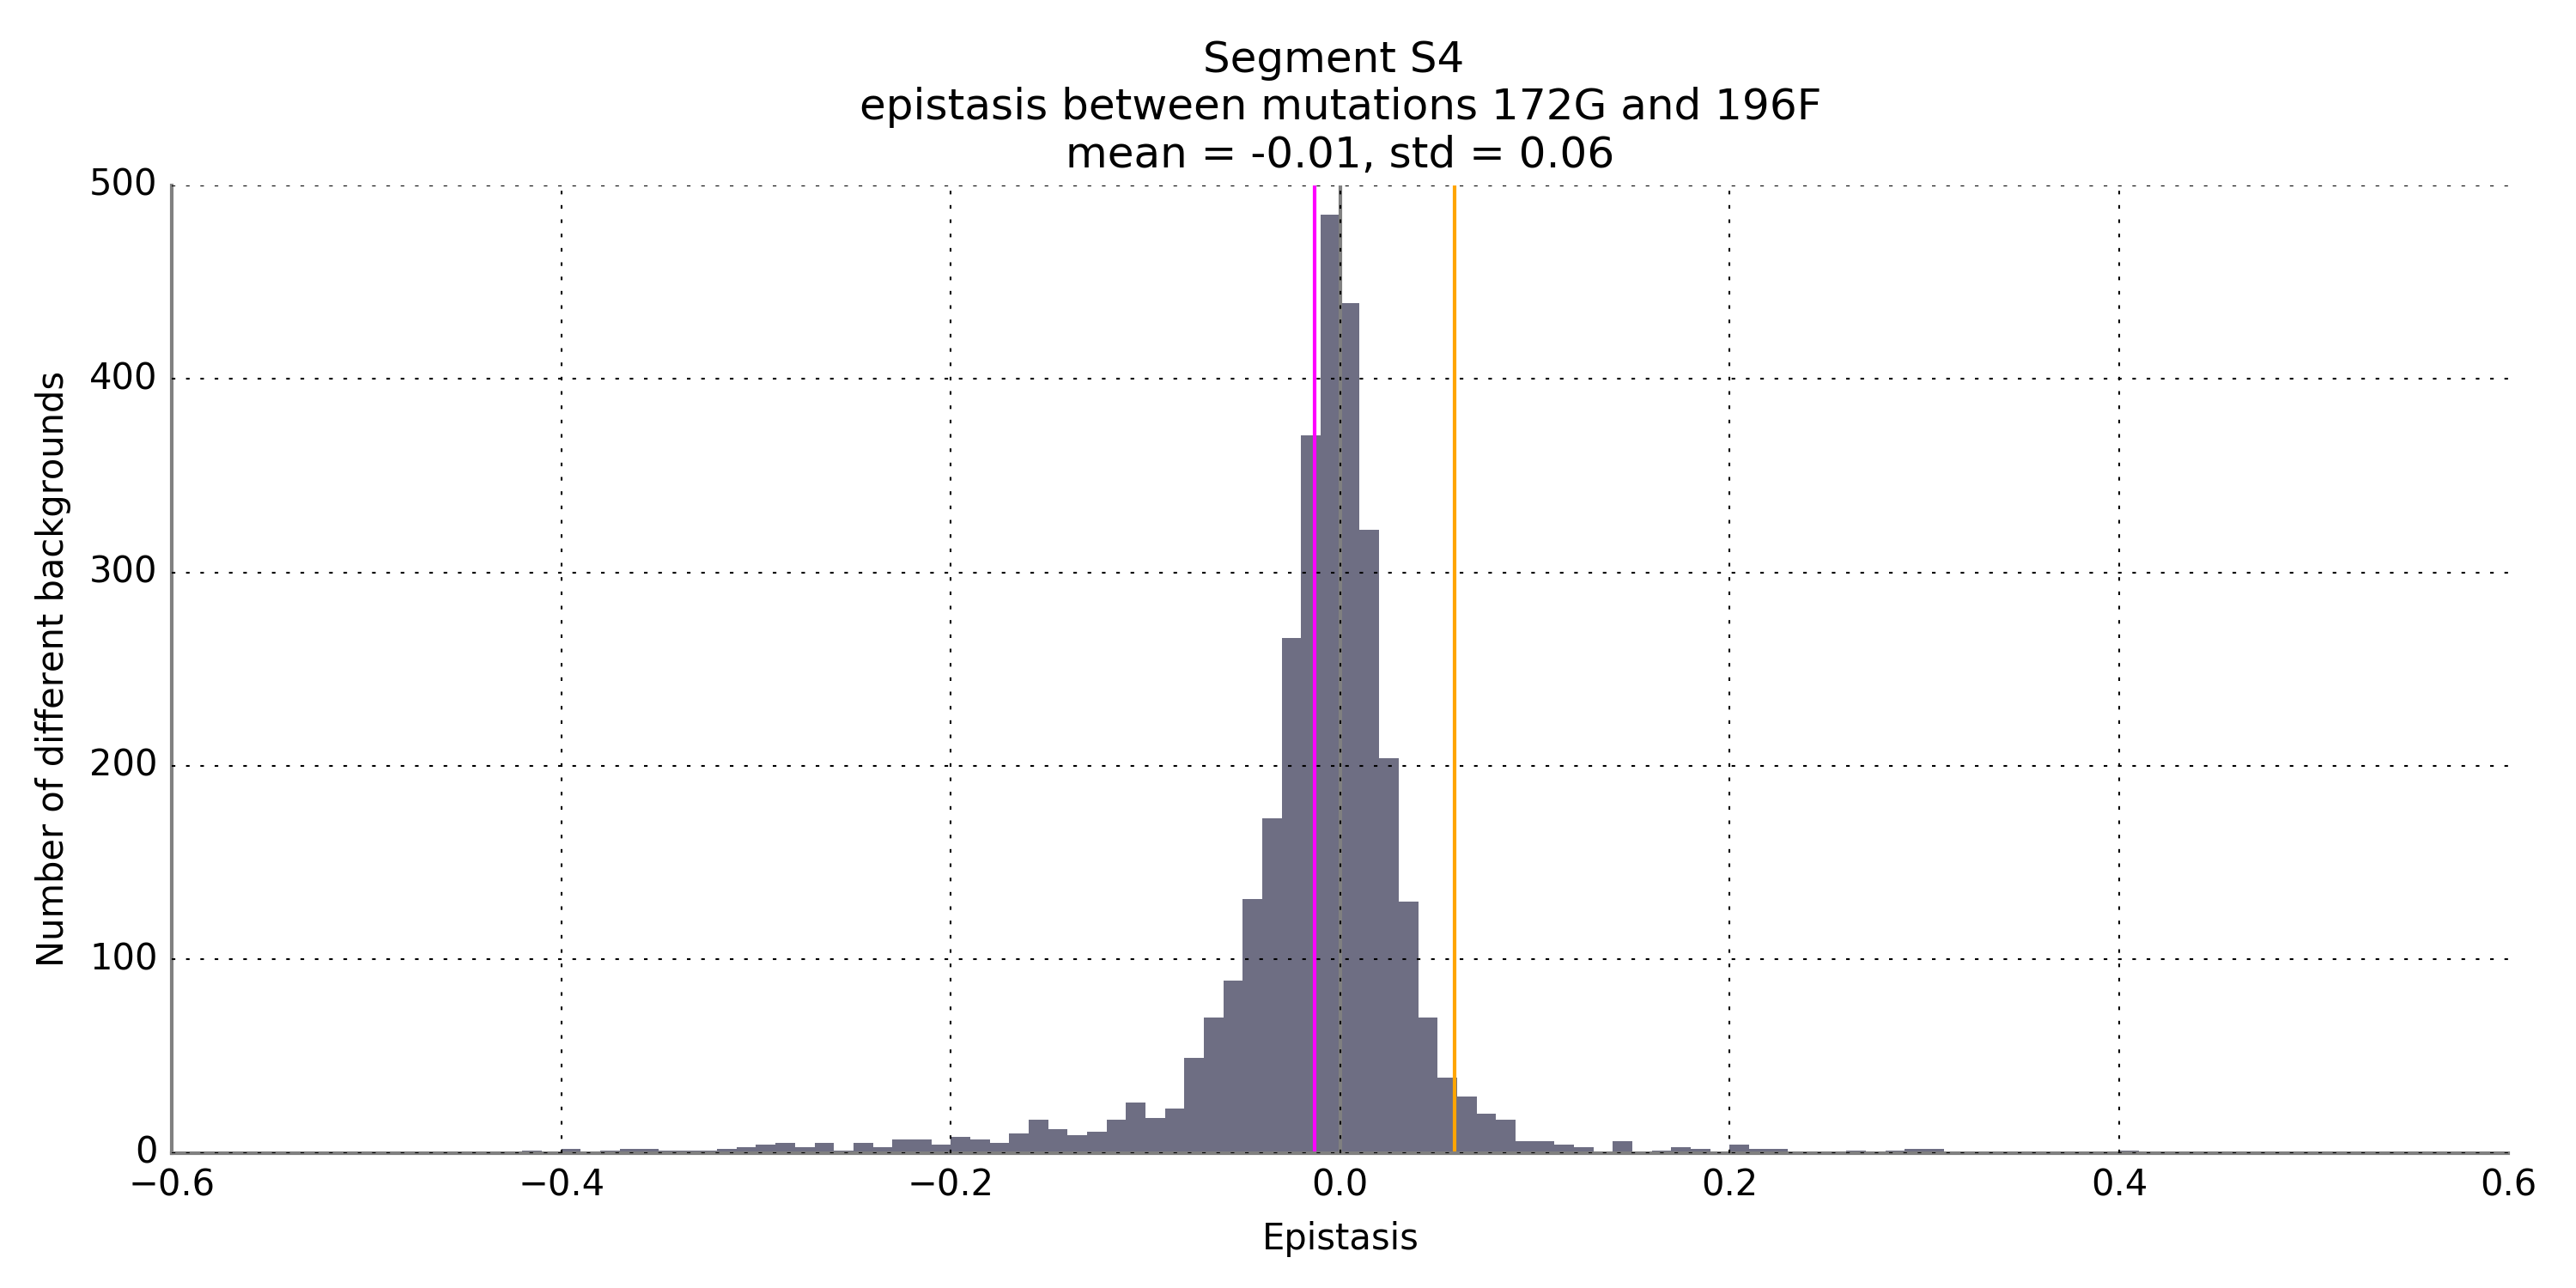 Segment S4
epistasis between mutations 172G and 196F
mean = -0.01, std = 0.06
500
400
300
200
100
0
Number of different backgrounds
−0.6 −0.4 −0.2 0.0 0.2 0.4 0.6
Epistasis